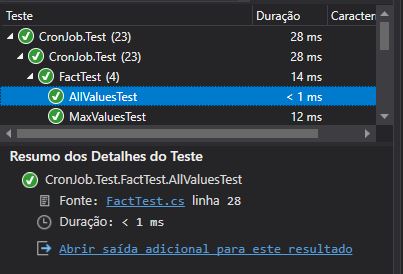 Teste Duração Caracter
CronJob.Test (23) 28 ms
CronJob.Test (23) 28 ms
FactTest (4) 14 ms
AllValuesTest < 1 ms
MaxValuesTest 12 ms
Resumo dos Detalhes do Teste
CronJob.Test.FactTest.AllValuesTest
Fonte: FactTest.cs linha 28
Duração: < 1 ms
Abrir saída adicional para este resultado